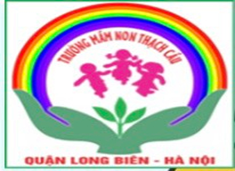 TRƯỜNG MẦM NON THẠCH CẦU
QUẬN LONG BIÊN - HÀ NỘI